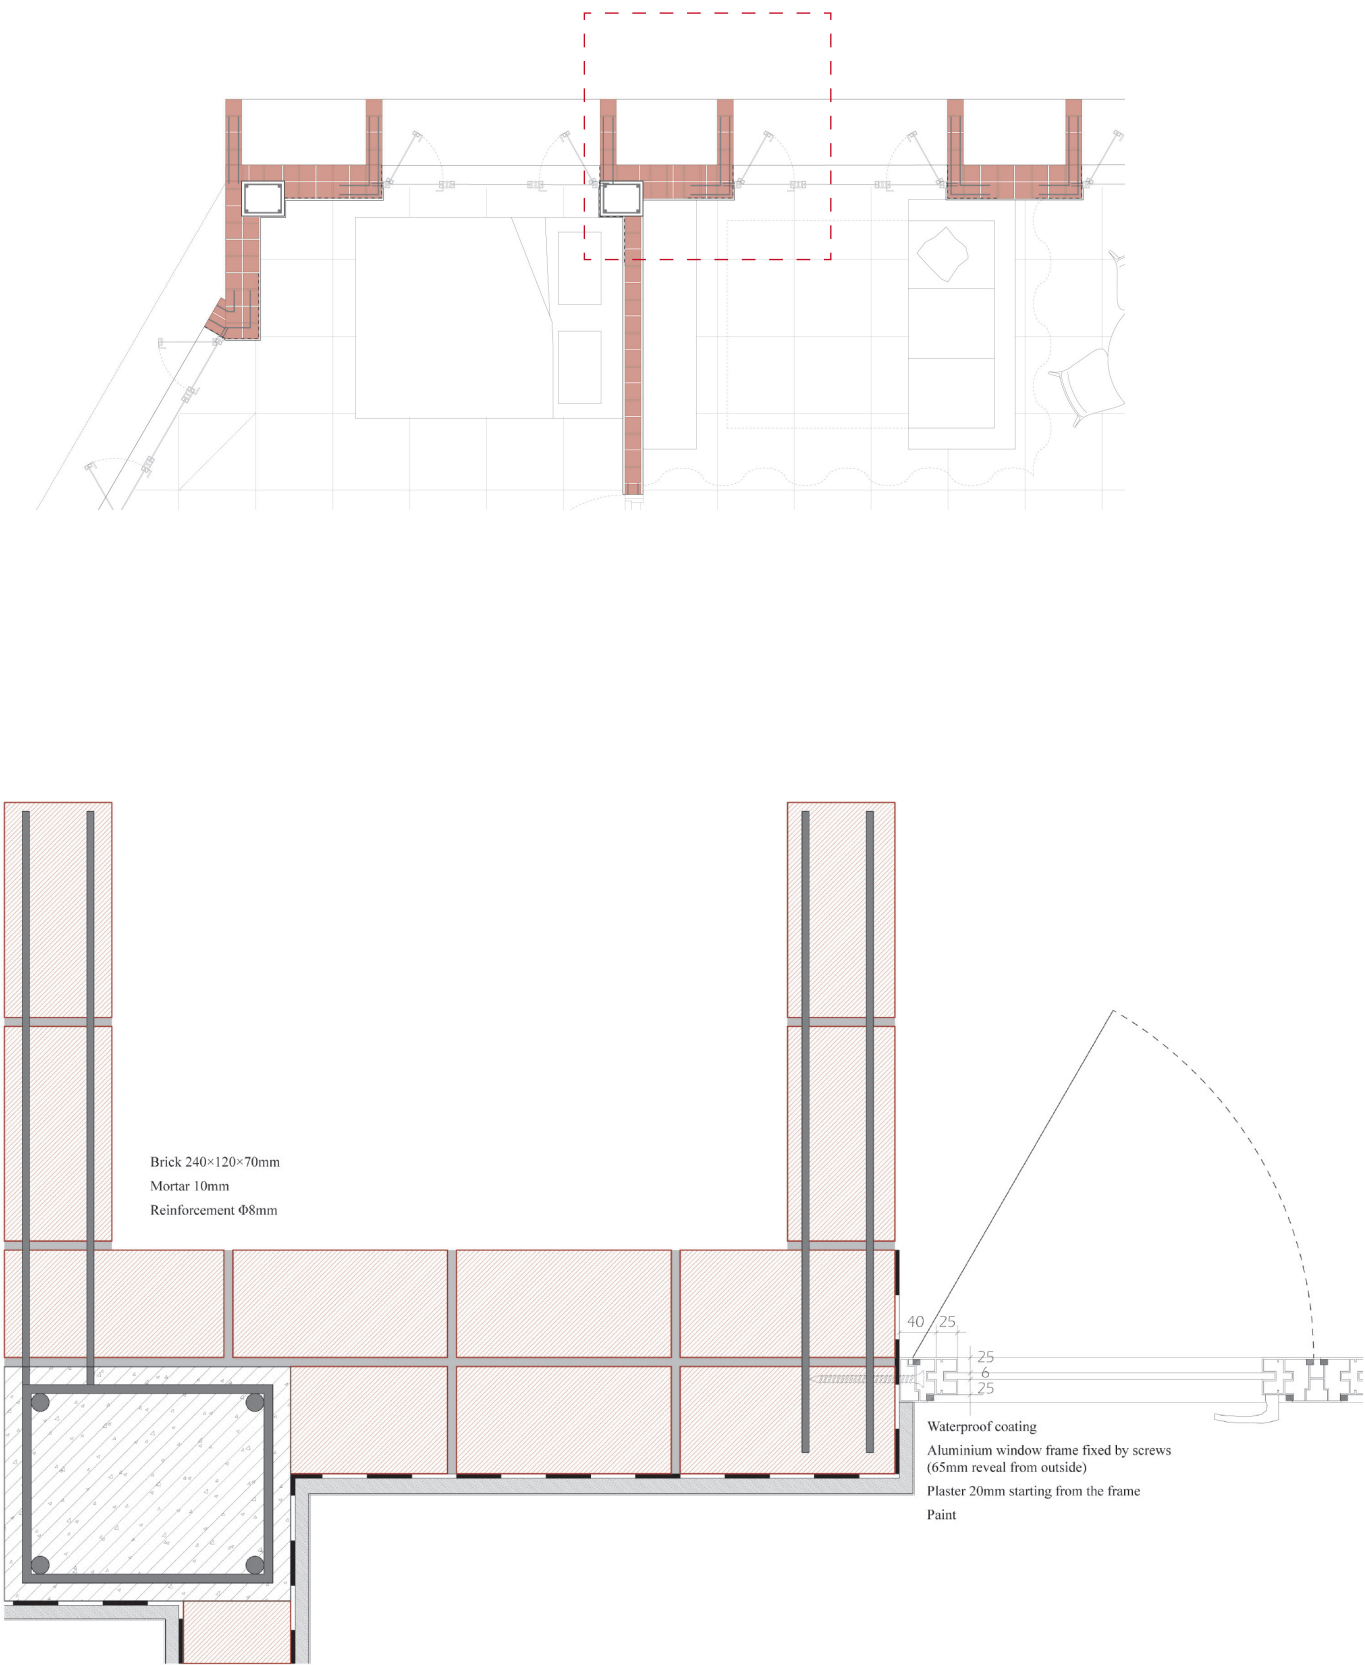 Brick 240×120×70mm
Mortar 10mm
Reinforcement Φ8mm
40 25
25
6
25
Waterproof coating
Aluminium window frame fixed by screws
(65mm reveal from outside)
Plaster 20mm starting from the frame
Paint